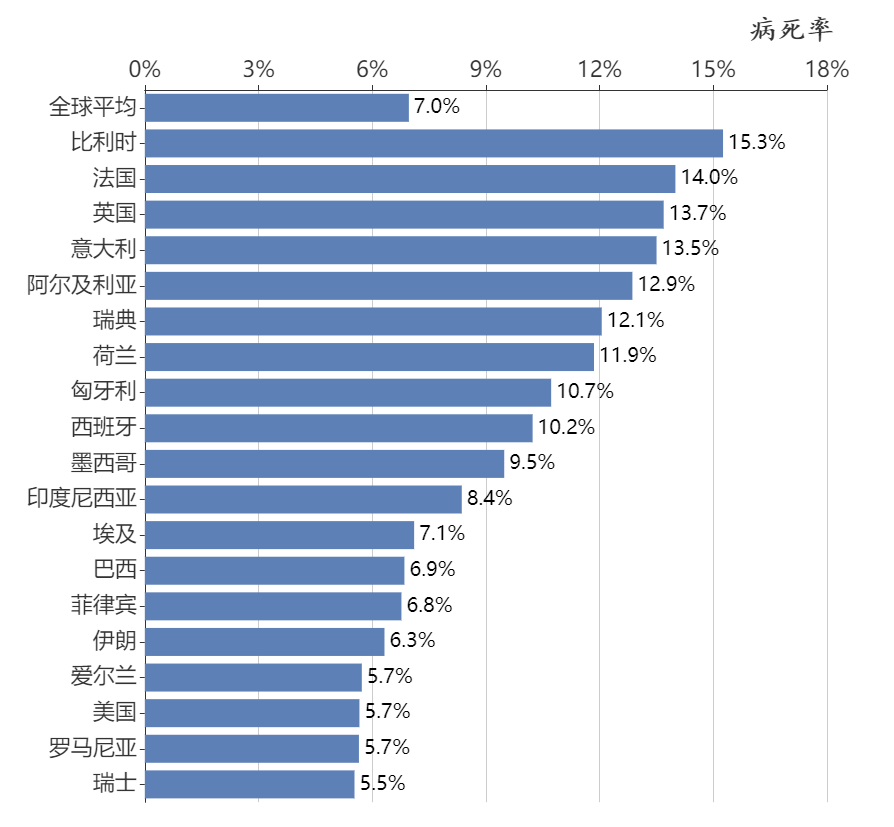 病死率
0% 3% 6% 9% 12% 15% 18%
全球平均 7.0%
比利时 15.3%
法国 14.0%
英国 13.7%
意大利 13.5%
阿尔及利亚 12.9%
瑞典 12.1%
荷兰 11.9%
匈牙利 10.7%
西班牙 10.2%
墨西哥 9.5%
印度尼西亚 8.4%
埃及 7.1%
巴西 6.9%
菲律宾 6.8%
伊朗 6.3%
爱尔兰 5.7%
美国 5.7%
罗马尼亚 5.7%
瑞士 5.5%